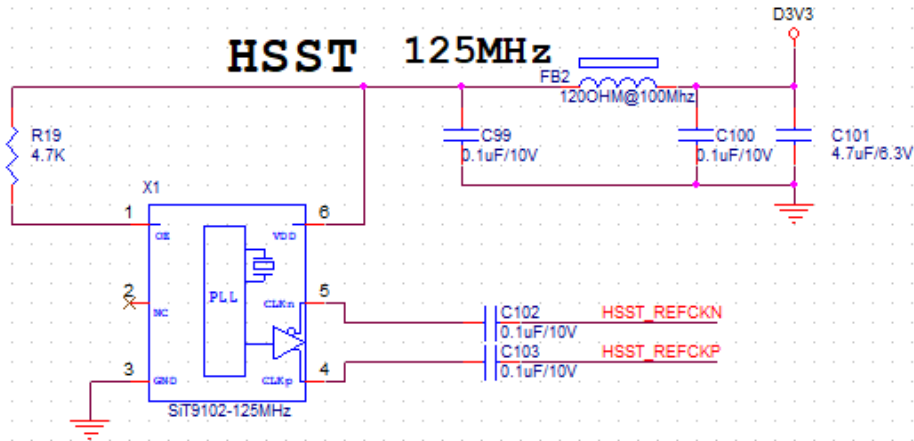 D3V3
HSST 125MHz
FB2
120OHM@100Mhz
R19
4.7K
C99
0.1uF/10V
C100
0.1uF/10V
C101
4.7uF/6.3V
X1
1
6
OE
VDD
PLL
2
NC
5
CLKn
C102
0.1uF/10V
HSST_REFCKN
C103
0.1uF/10V
HSST_REFCKP
3
GND
4
CLKp
SiT9102-125MHz